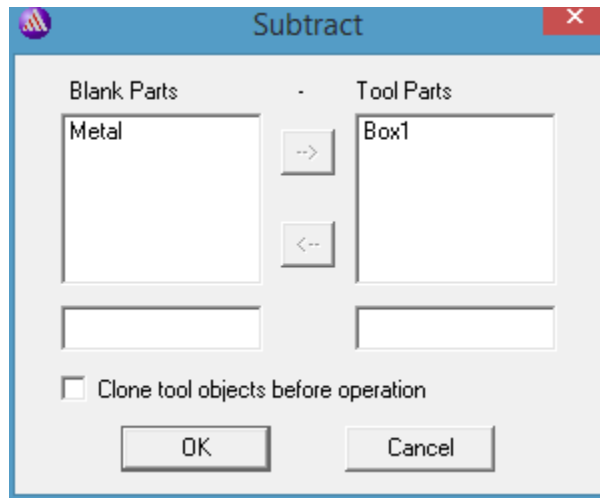 Subtract
Blank Parts - Tool Parts
Metal
Box1
-->
<--
Clone tool objects before operation
OK Cancel